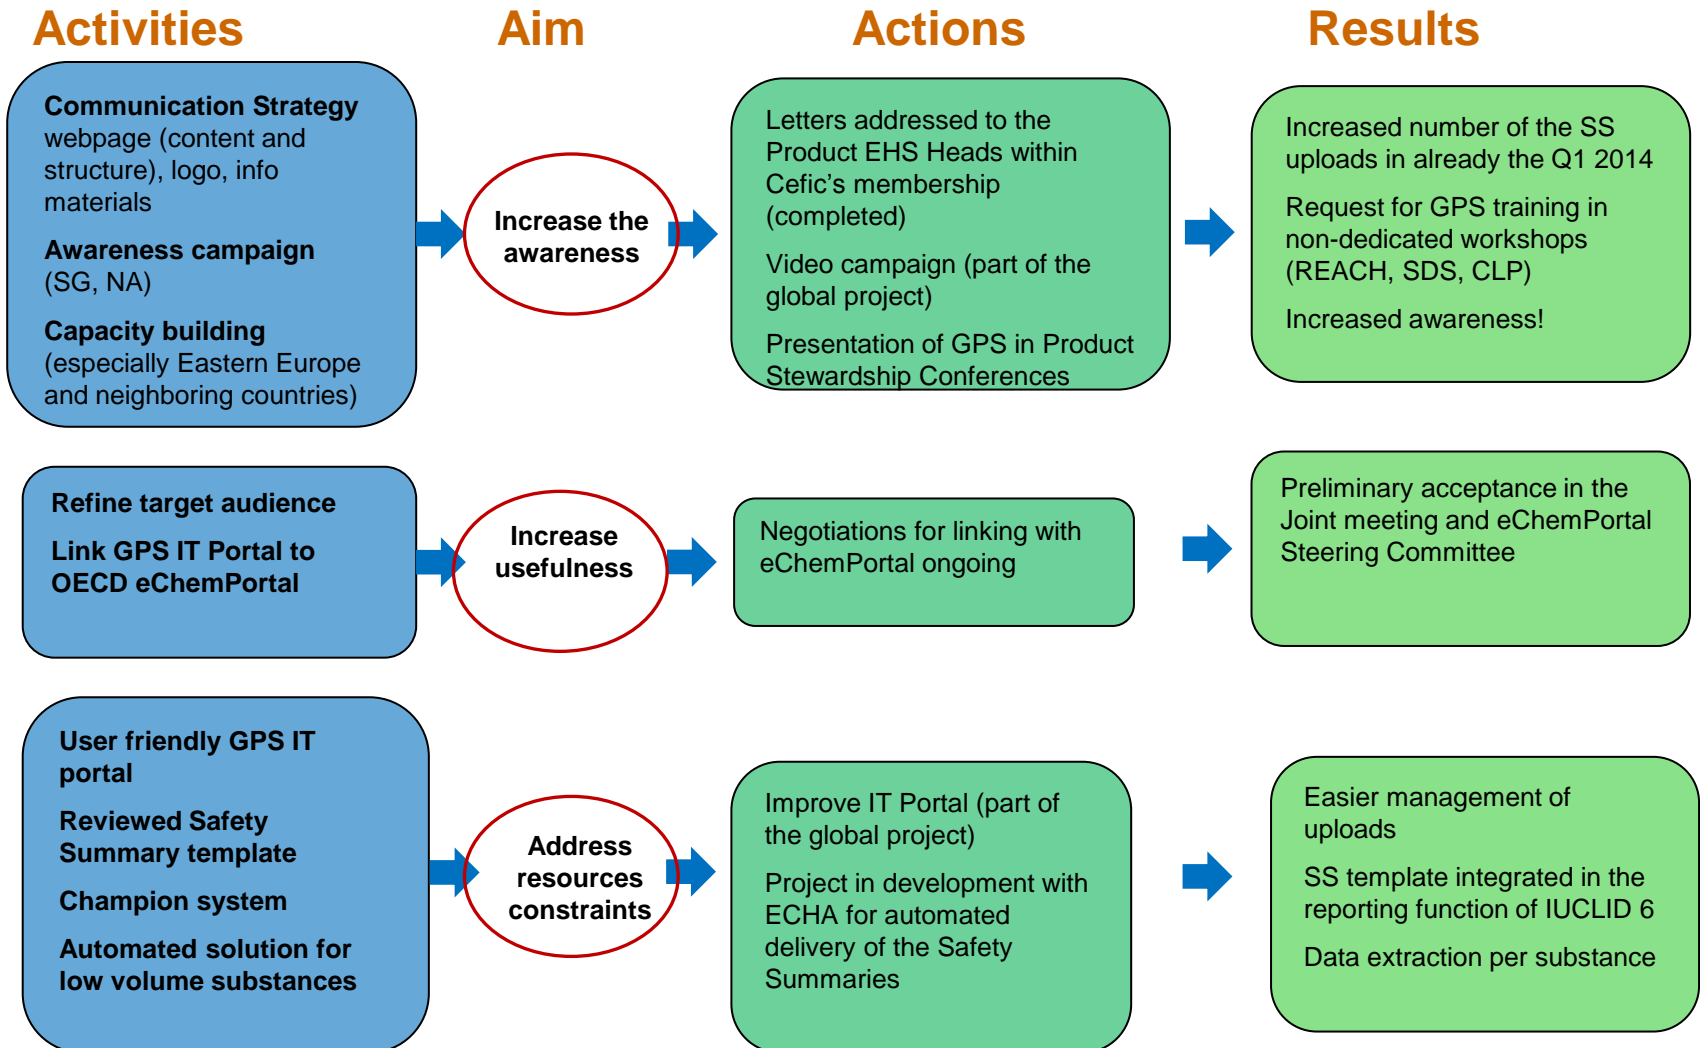 Activities
Aim
Actions
Results
Communication Strategy
webpage (content and
structure), logo, info
materials
Awareness campaign
(SG, NA)
Capacity building
(especially Eastern Europe
and neighboring countries)
Increase the
awareness
Letters addressed to the
Product EHS Heads within
Cefic’s membership
(completed)
Video campaign (part of the
global project)
Presentation of GPS in Product
Stewardship Conferences
Increased number of the SS
uploads in already the Q1 2014
Request for GPS training in
non-dedicated workshops
(REACH, SDS, CLP)
Increased awareness!
Refine target audience
Link GPS IT Portal to
OECD eChemPortal
Increase
usefulness
Negotiations for linking with
eChemPortal ongoing
Preliminary acceptance in the
Joint meeting and eChemPortal
Steering Committee
User friendly GPS IT
portal
Reviewed Safety
Summary template
Champion system
Automated solution for
low volume substances
Address
resources
constraints
Improve IT Portal (part of
the global project)
Project in development with
ECHA for automated
delivery of the Safety
Summaries
Easier management of
uploads
SS template integrated in the
reporting function of IUCLID 6
Data extraction per substance